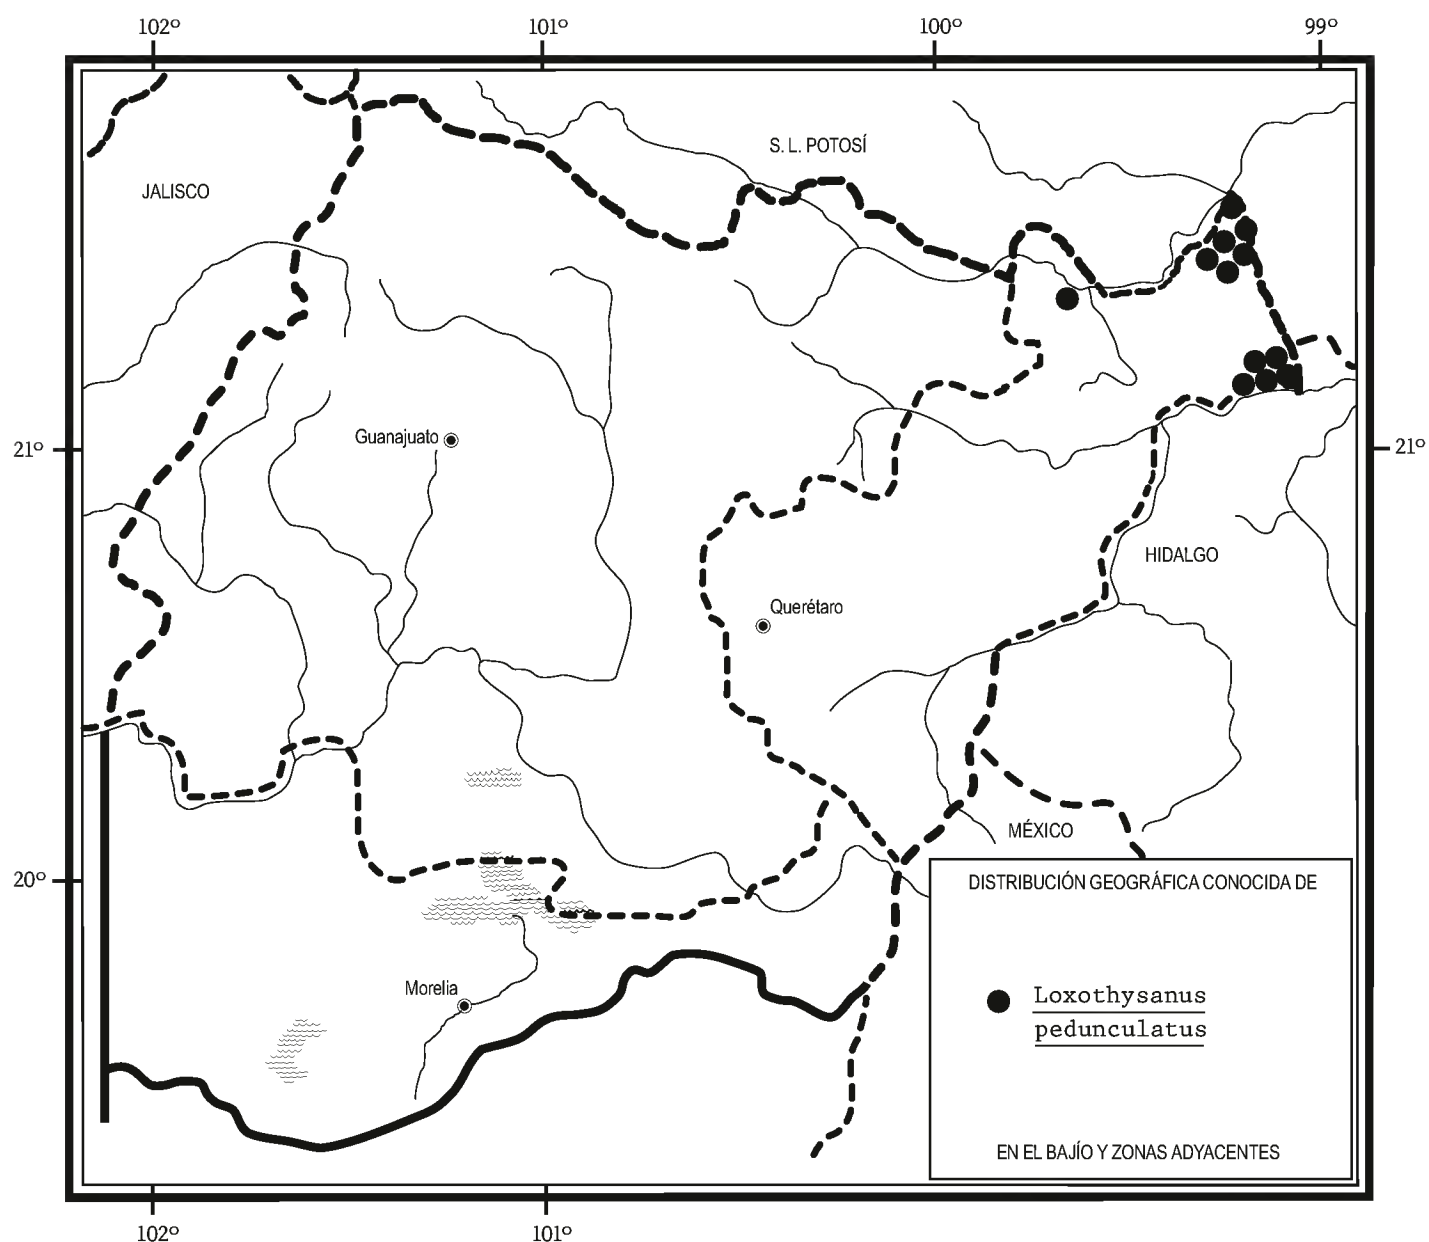 102º 101º 100º 99º
S. L. POTOSÍ
JALISCO
Guanajuato
21º 21º
HIDALGO
Querétaro
MÉXICO
20º
DISTRIBUCIÓN GEOGRÁFICA CONOCIDA DE
Morelia
Loxothysanus
pedunculatus
EN EL BAJÍO Y ZONAS ADYACENTES
102º 101º